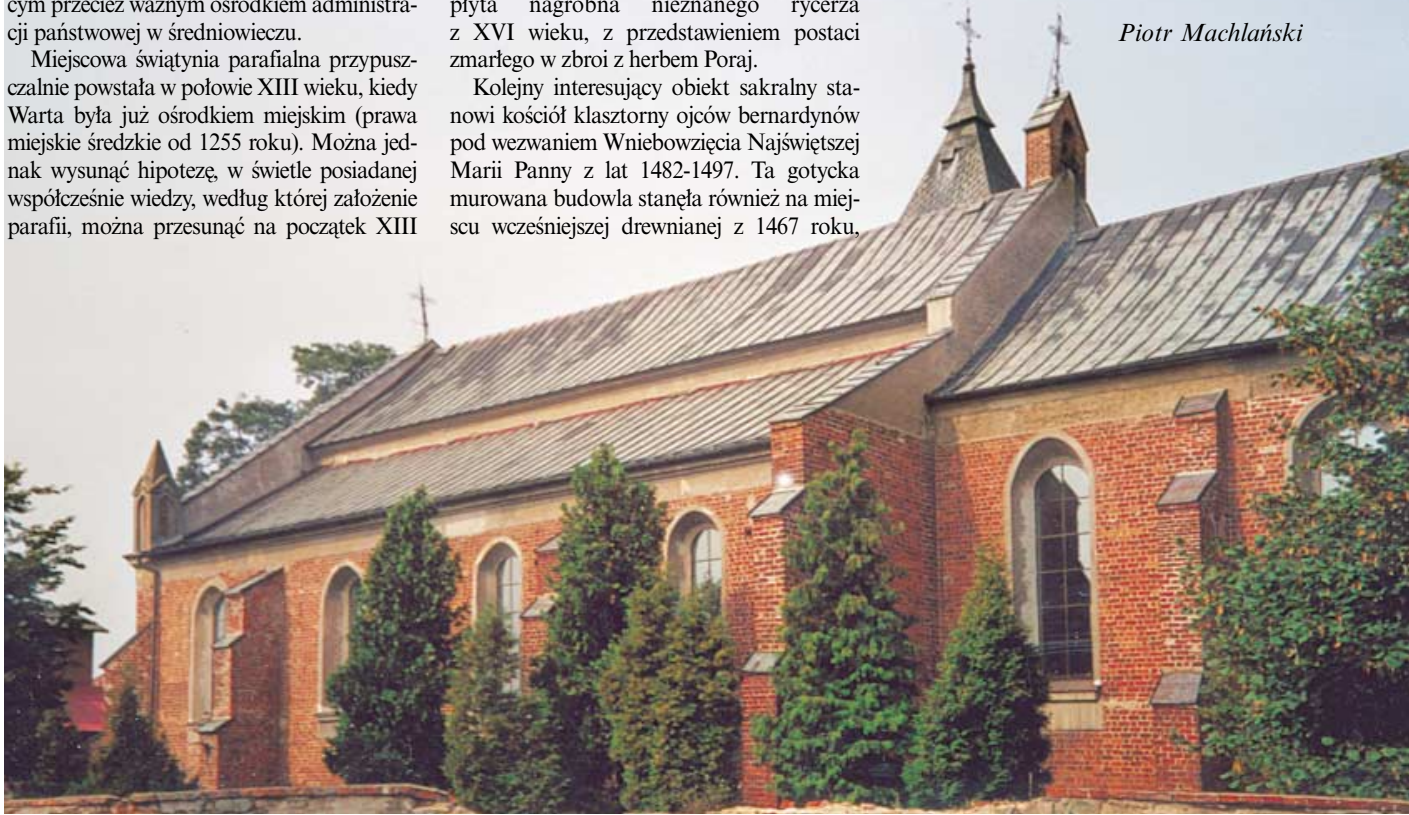 cym przecież ważnym ośrodkiem administra-
cji państwowej w średniowieczu.
Miejscowa świątynia parafialna przypusz-
czalnie powstała w połowie XIII wieku, kiedy
Warta była już ośrodkiem miejskim (prawa
miejskie średzkie od 1255 roku). Można jed-
nak wysunąć hipotezę, w świetle posiadanej
współcześnie wiedzy, według której założenie
parafii, można przesunąć na początek XIII
płyta nagrobna nieznanego rycerza
z XVI wieku, z przedstawieniem postaci
zmarłego w zbroi z herbem Poraj.
Kolejny interesujący obiekt sakralny sta-
nowi kościół klasztorny ojców bernardynów
pod wezwaniem Wniebowzięcia Najświętszej
Marii Panny z lat 1482-1497. Ta gotycka
murowana budowla stanęła również na miej-
scu wcześniejszej drewnianej z 1467 roku,
Piotr Machlański